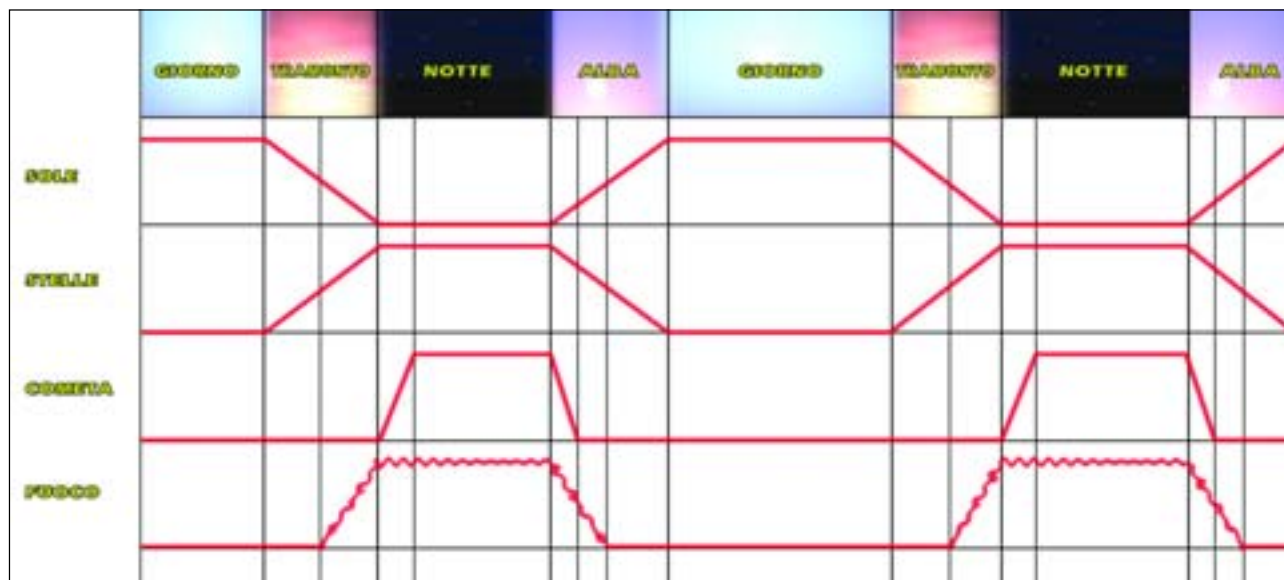 GIORNO TRAMONTO NOTTE ALBA GIORNO TRAMONTO NOTTE ALBA
SOLE
STELLE
COMETA
FUOCO